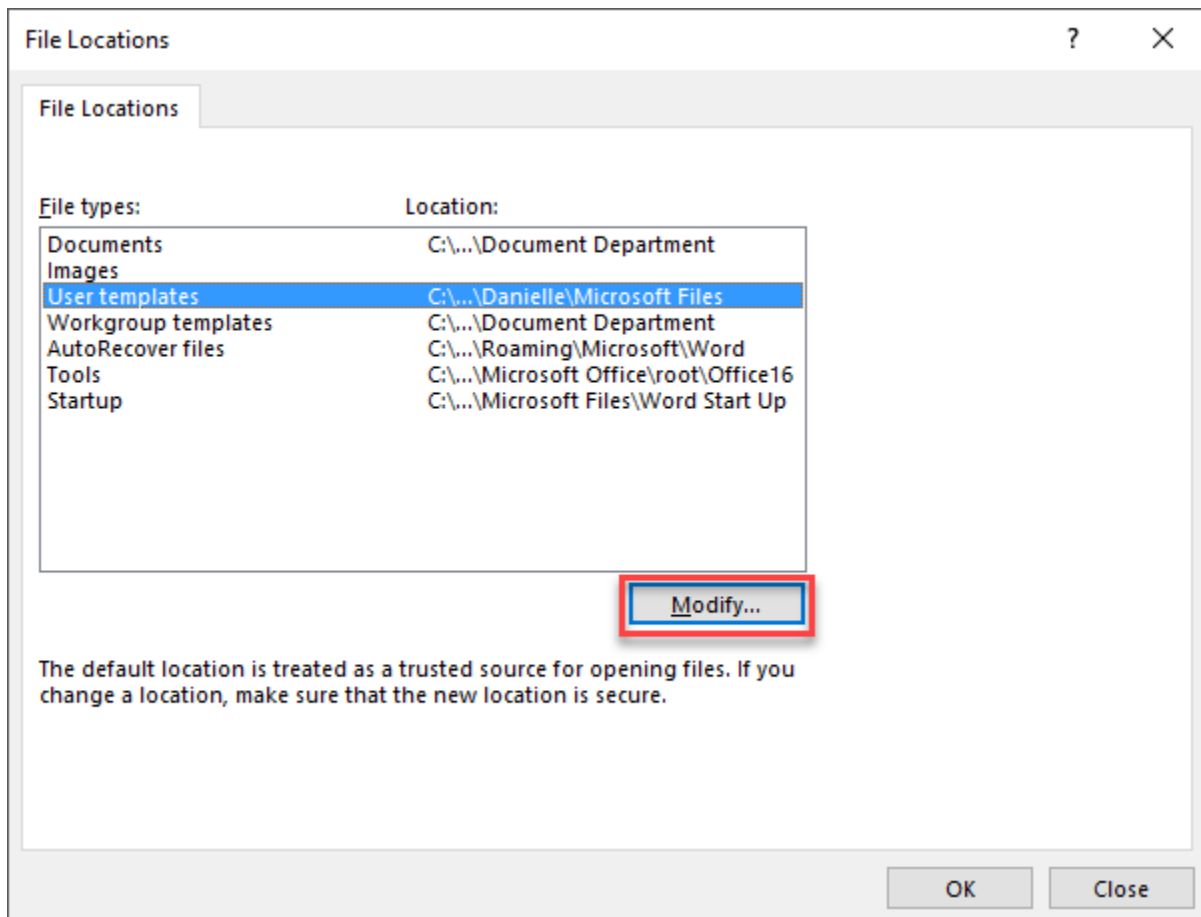 File Locations
?
File Locations
File types: Location:
Documents C:\...\Document Department
Images
User templates C:\...\Danielle\Microsoft Files
Workgroup templates C:\...\Document Department
AutoRecover files C:\...\Roaming\Microsoft\Word
Tools C:\...\Microsoft Office\root\Office16
Startup C:\...\Microsoft Files\Word Start Up
Modify...
The default location is treated as a trusted source for opening files. If you
change a location, make sure that the new location is secure.
OK Close